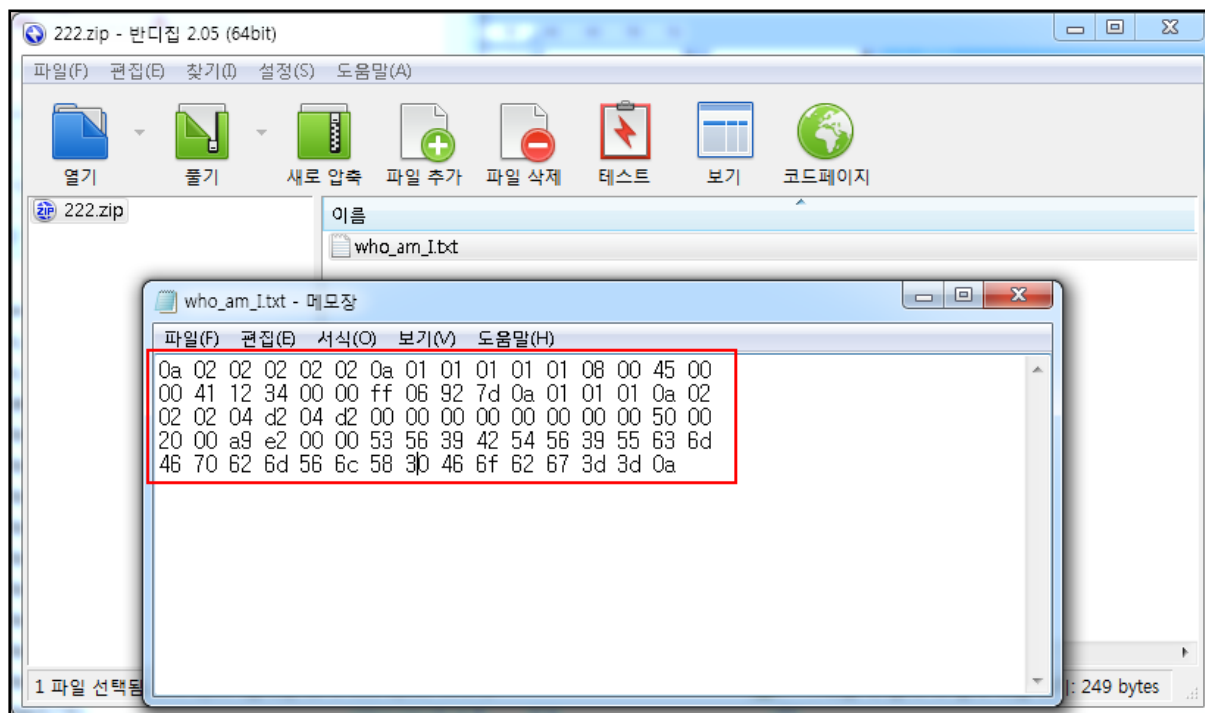 222.zip - 반디집 2.05 (64bit)
파일(F) 편집(E) 찾기(I) 설정(S) 도움말(A)
열기 풀기 새로 압축 파일 추가 파일 삭제 테스트 보기 코드페이지
222.zip
이름
who_am_I.txt
who_am_I.txt - 메모장
파일(F) 편집(E) 서식(O) 보기(V) 도움말(H)
0a 02 02 02 02 02 0a 01 01 01 01 01 08 00 45 00
00 41 12 34 00 00 ff 06 92 7d 0a 01 01 01 0a 02
02 02 04 d2 04 d2 00 00 00 00 00 00 00 00 50 00
20 00 a9 e2 00 00 53 56 39 42 54 56 39 55 63 6d
46 70 62 6d 56 6c 58 30 46 6f 62 67 3d 3d 0a
1 파일 선택됨
: 249 bytes